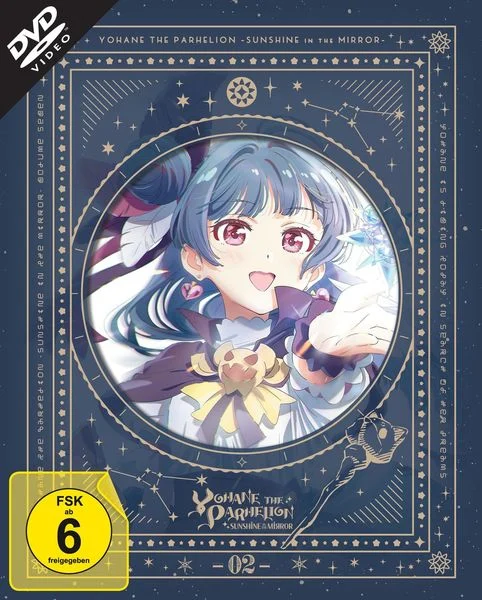 DVD
VIDEO
YOHANE THE PARHELION -SUNSHINE IN THE MIRROR-
YOHANE THE
PARHELION
SUNSHINE IN THE MIRROR
-02-
FSK
ab
6
freigegeben